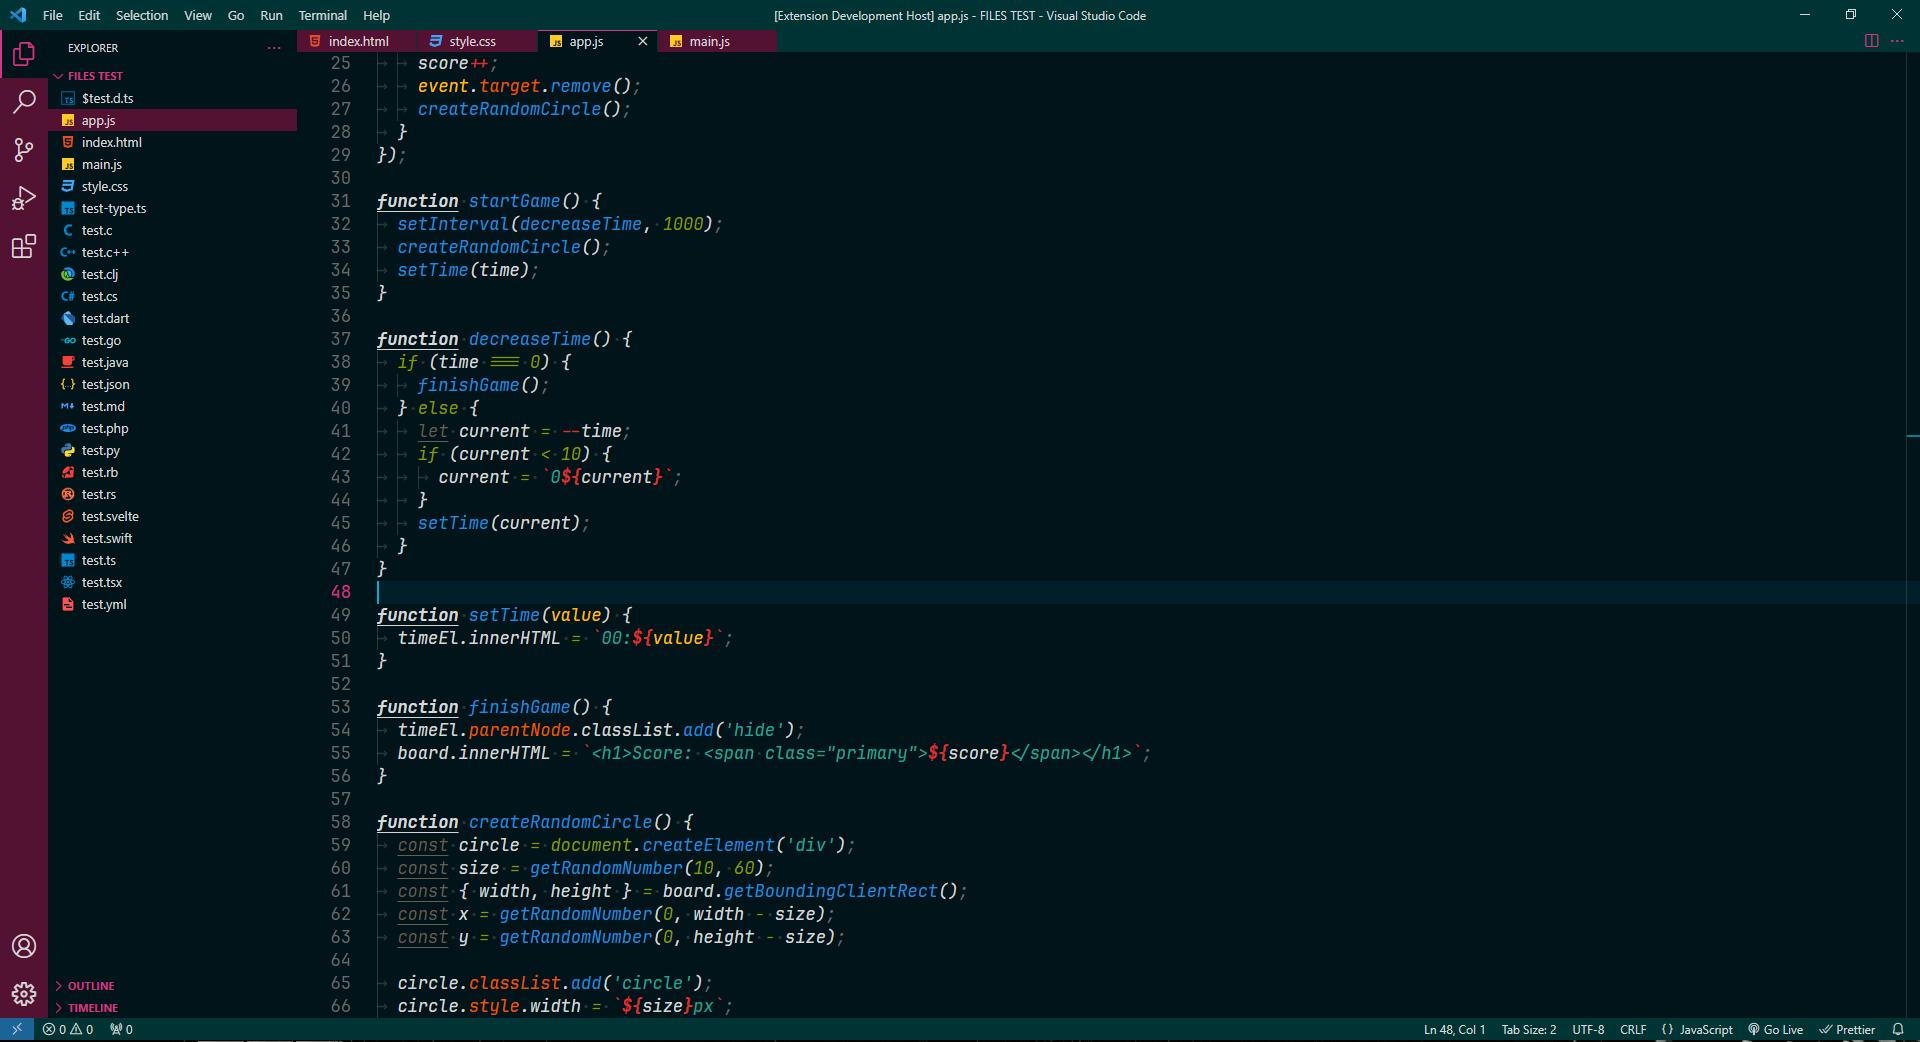 File Edit Selection View Go Run Terminal Help
[Extension Development Host] app.js - FILES TEST - Visual Studio Code
EXPLORER
FILES TEST
$test.d.ts
app.js
index.html
main.js
style.css
test-type.ts
test.c
test.c++
test.clj
test.cs
test.dart
test.go
test.java
test.json
test.md
test.php
test.py
test.rb
test.rs
test.svelte
test.swift
test.ts
test.tsx
test.yml
OUTLINE
TIMELINE
index.html style.css app.js main.js
25 score++;
26 event.target.remove();
27 createRandomCircle();
28 }
29 });
30
31 function startGame() {
32 setInterval(decreaseTime, 1000);
33 createRandomCircle();
34 setTime(time);
35 }
36
37 function decreaseTime() {
38 if (time === 0) {
39 finishGame();
40 } else {
41 let current = --time;
42 if (current < 10) {
43 current = `0${current}`;
44 }
45 setTime(current);
46 }
47 }
48
49 function setTime(value) {
50 timeEl.innerHTML = `00:${value}`;
51 }
52
53 function finishGame() {
54 timeEl.parentNode.classList.add('hide');
55 board.innerHTML = `<h1>Score: <span class="primary">${score}</span></h1>`;
56 }
57
58 function createRandomCircle() {
59 const circle = document.createElement('div');
60 const size = getRandomNumber(10, 60);
61 const { width, height } = board.getBoundingClientRect();
62 const x = getRandomNumber(0, width - size);
63 const y = getRandomNumber(0, height - size);
64
65 circle.classList.add('circle');
66 circle.style.width = `${size}px`;
0 0 0 Ln 48, Col 1 Tab Size: 2 UTF-8 CRLF {} JavaScript Go Live Prettier